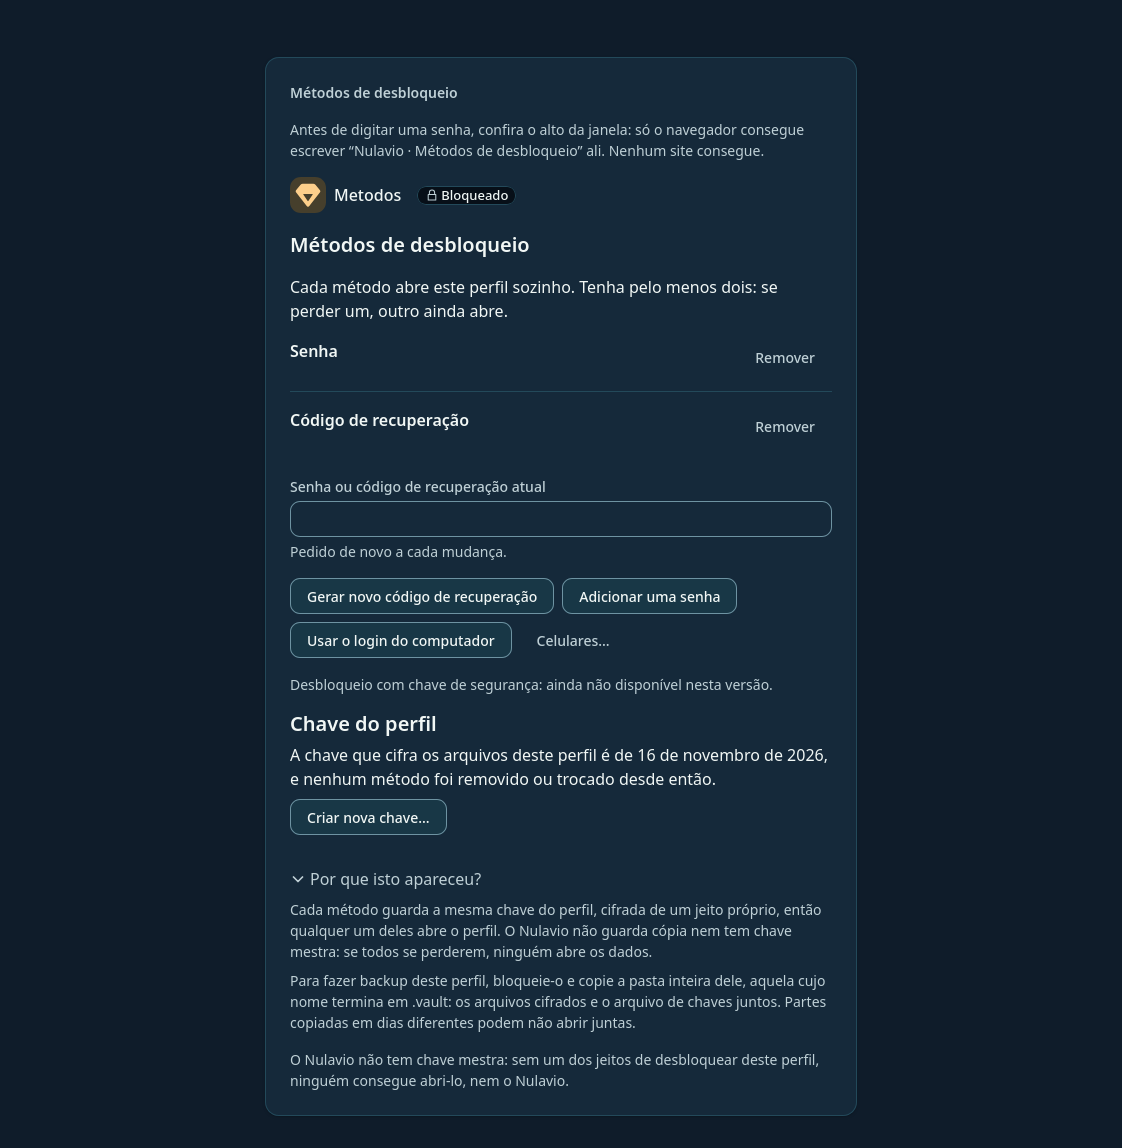 Métodos de desbloqueio
Antes de digitar uma senha, confira o alto da janela: só o navegador consegue
escrever “Nulavio · Métodos de desbloqueio” ali. Nenhum site consegue.
Metodos Bloqueado
Métodos de desbloqueio
Cada método abre este perfil sozinho. Tenha pelo menos dois: se
perder um, outro ainda abre.
Senha Remover
Código de recuperação Remover
Senha ou código de recuperação atual
Pedido de novo a cada mudança.
Gerar novo código de recuperação Adicionar uma senha
Usar o login do computador Celulares…
Desbloqueio com chave de segurança: ainda não disponível nesta versão.
Chave do perfil
A chave que cifra os arquivos deste perfil é de 16 de novembro de 2026,
e nenhum método foi removido ou trocado desde então.
Criar nova chave…
Por que isto apareceu?
Cada método guarda a mesma chave do perfil, cifrada de um jeito próprio, então
qualquer um deles abre o perfil. O Nulavio não guarda cópia nem tem chave
mestra: se todos se perderem, ninguém abre os dados.
Para fazer backup deste perfil, bloqueie-o e copie a pasta inteira dele, aquela cujo
nome termina em .vault: os arquivos cifrados e o arquivo de chaves juntos. Partes
copiadas em dias diferentes podem não abrir juntas.
O Nulavio não tem chave mestra: sem um dos jeitos de desbloquear deste perfil,
ninguém consegue abri-lo, nem o Nulavio.